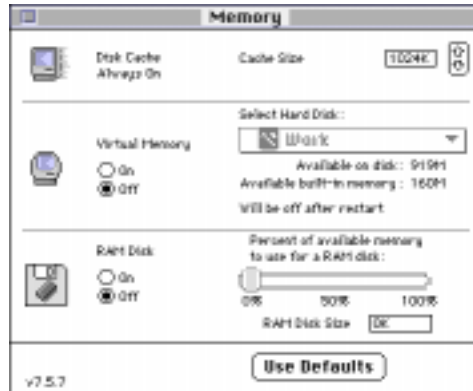 Memory
Disk Cache
Always On
Cache Size
1024K
Select Hard Disk:
Virtual Memory
Work
On
Off
Available on disk: 919M
Available built-in memory: 160M
Will be off after restart
RAM Disk
Percent of available memory
to use for a RAM disk:
On
Off
0% 50% 100%
RAM Disk Size 0K
v7.5.7
Use Defaults